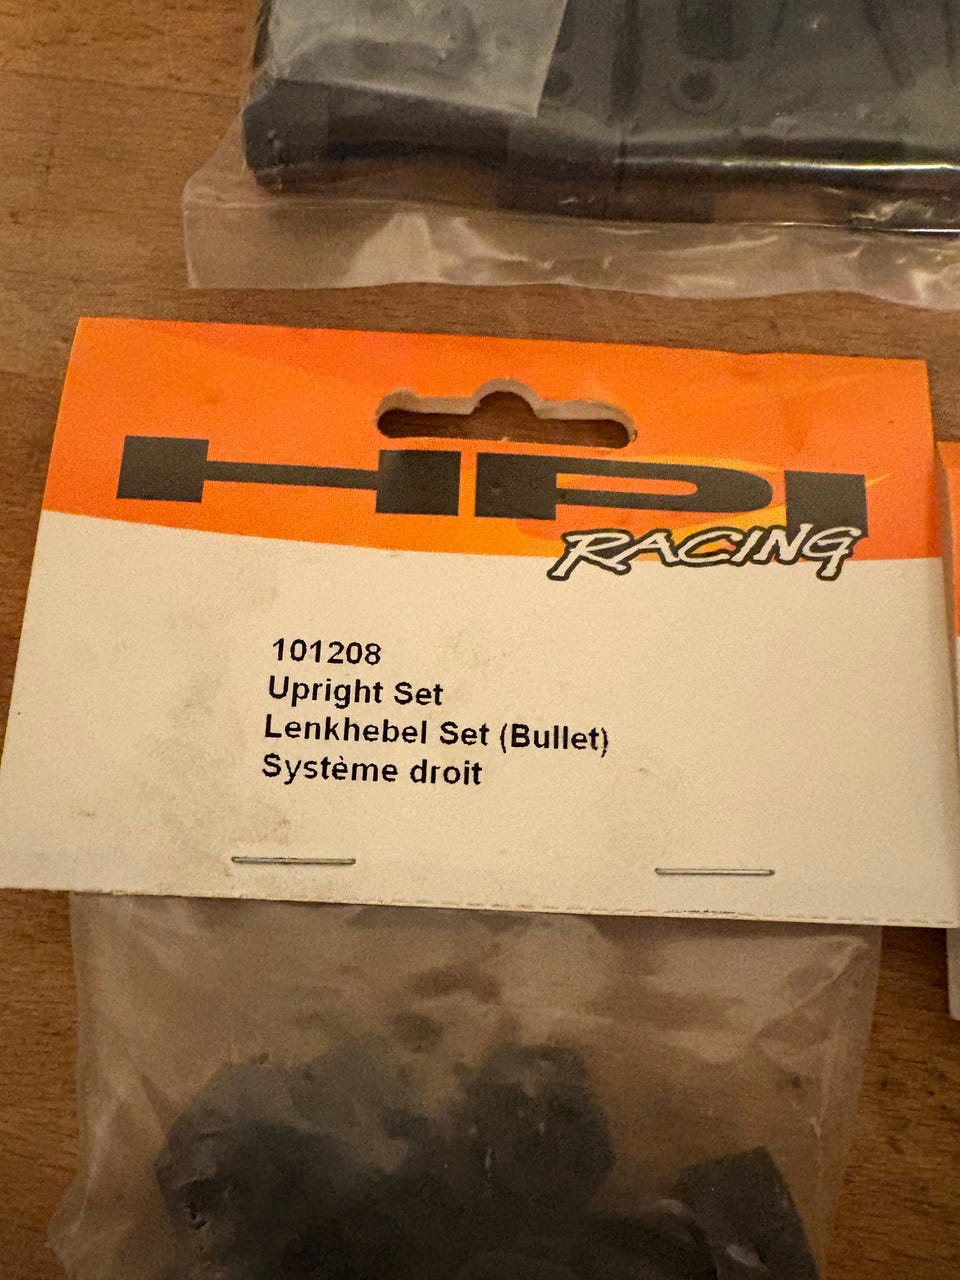 HPI
RACING
101208
Upright Set
Lenkhebel Set (Bullet)
Système droit